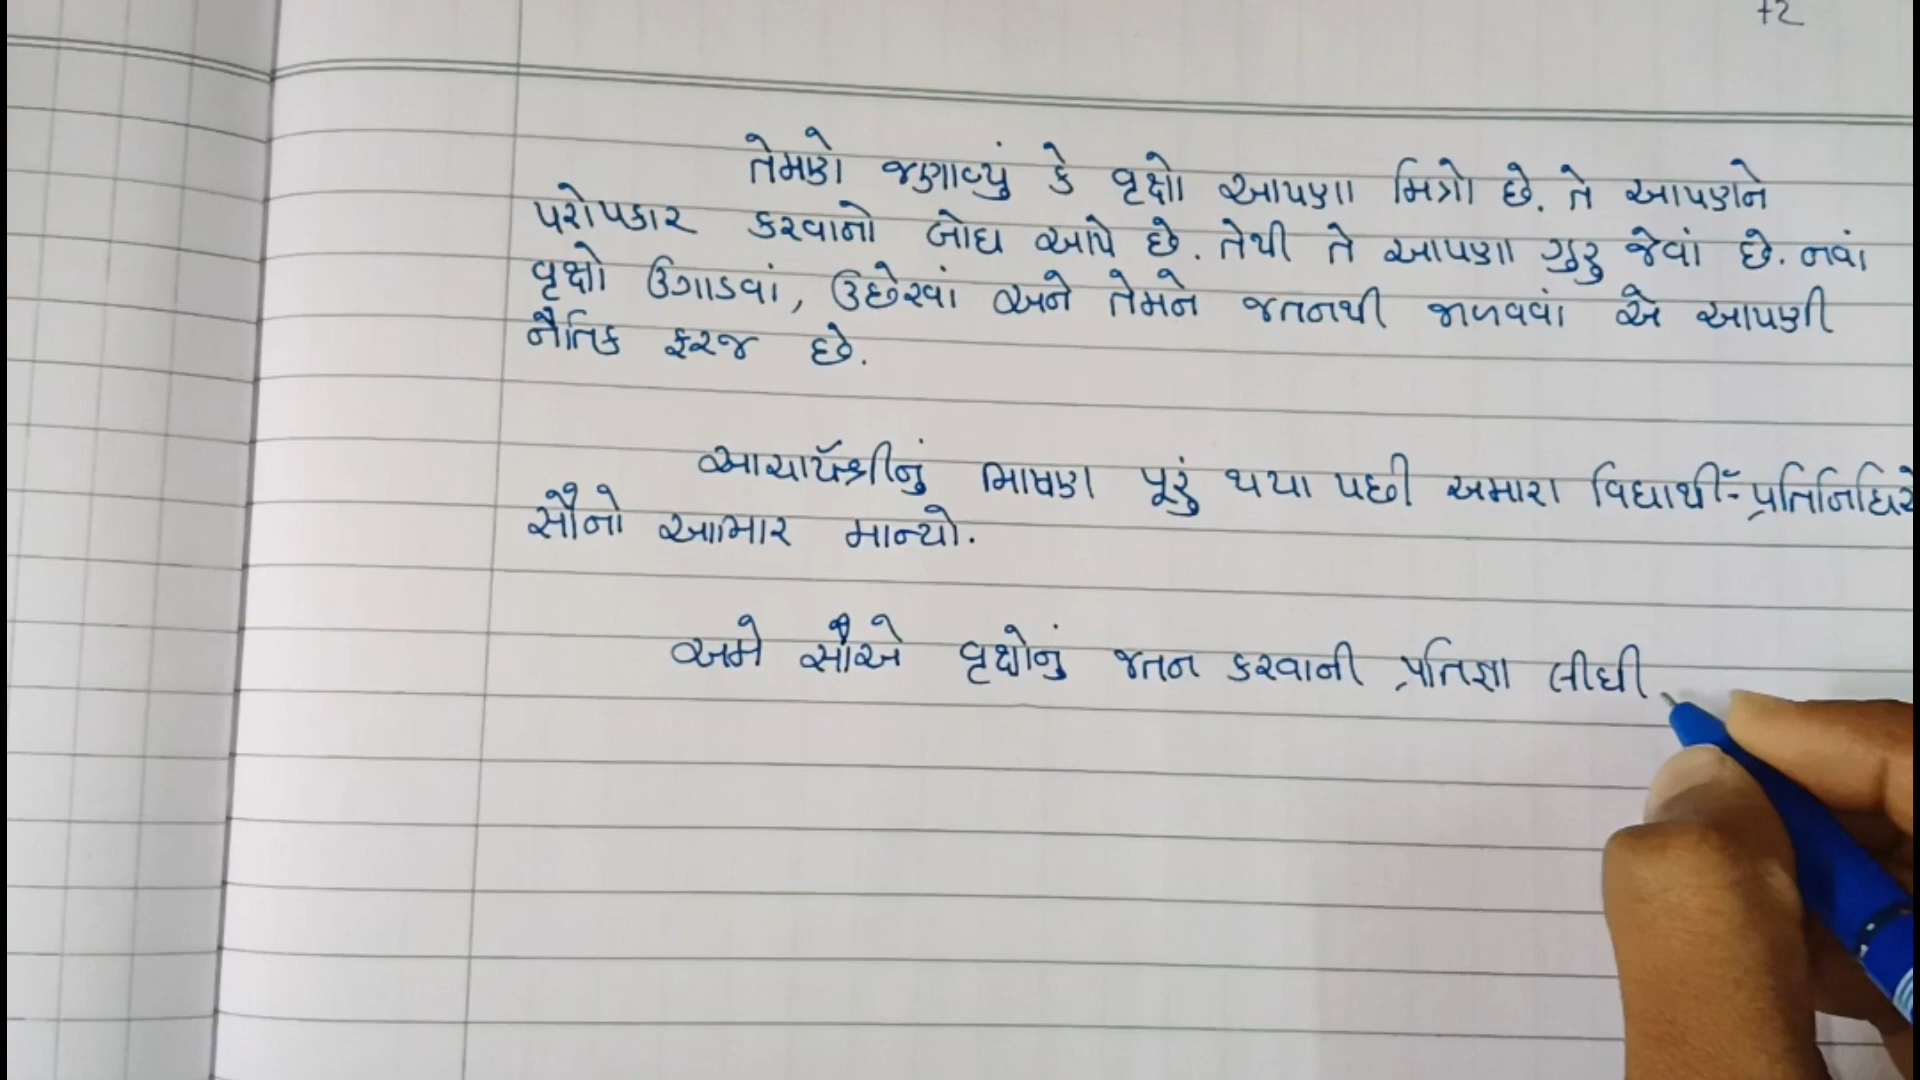 +2
તેમણે જણાવ્યું કે વૃક્ષો આપણા મિત્રો છે. તે આપણને
પરોપકાર કરવાનો બોધ આપે છે. તેથી તે આપણા ગુરુ જેવાં છે. નવાં
વૃક્ષો ઉગાડવાં, ઉછેરવાં અને તેમને જતનથી જાળવવાં એ આપણી
નૈતિક ફરજ છે.
આચાર્યશ્રીનું ભાષણ પૂરું થયા પછી અમારા વિદ્યાર્થી-પ્રતિનિધિએ
સૌનો આભાર માન્યો.
અમે સૌએ વૃક્ષોનું જતન કરવાની પ્રતિજ્ઞા લીધી